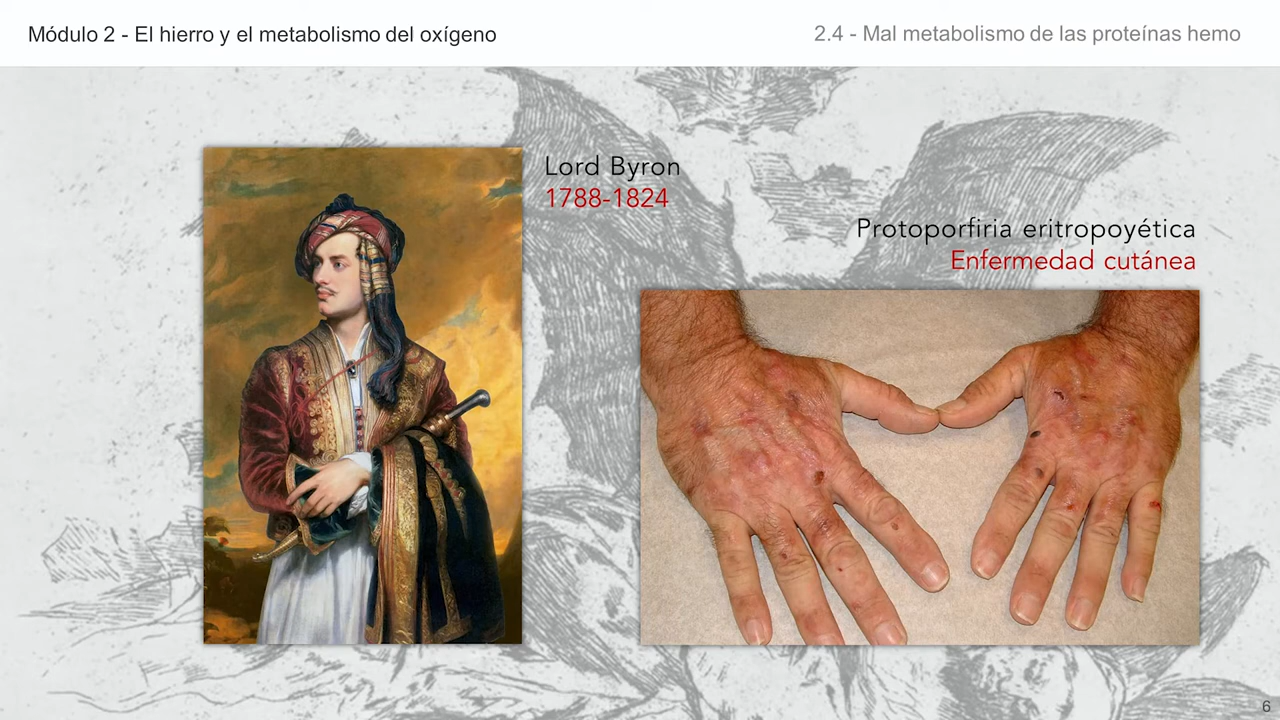 Módulo 2 - El hierro y el metabolismo del oxígeno
2.4 - Mal metabolismo de las proteínas hemo
Lord Byron
1788-1824
Protoporfiria eritropoyética
Enfermedad cutánea
6